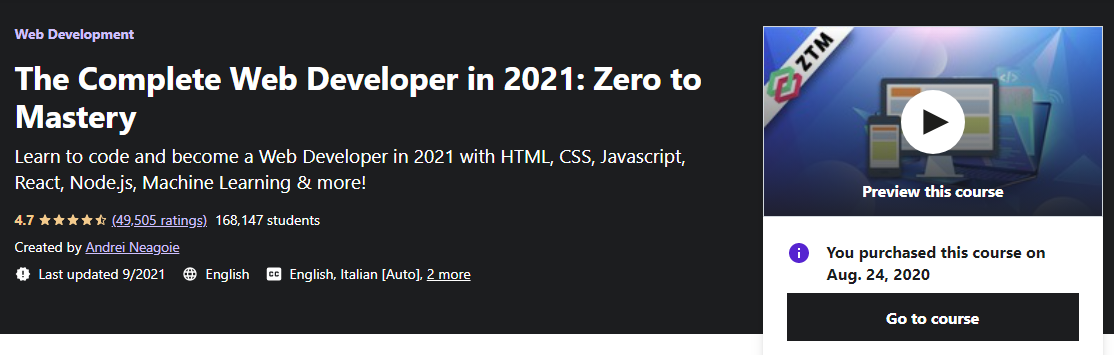 Web Development
The Complete Web Developer in 2021: Zero to
Mastery
Learn to code and become a Web Developer in 2021 with HTML, CSS, Javascript,
React, Node.js, Machine Learning & more!
4.7 (49,505 ratings) 168,147 students
Created by Andrei Neagoie
Last updated 9/2021 English CC English, Italian [Auto], 2 more
ZTM
</>
Preview this course
You purchased this course on
Aug. 24, 2020
Go to course